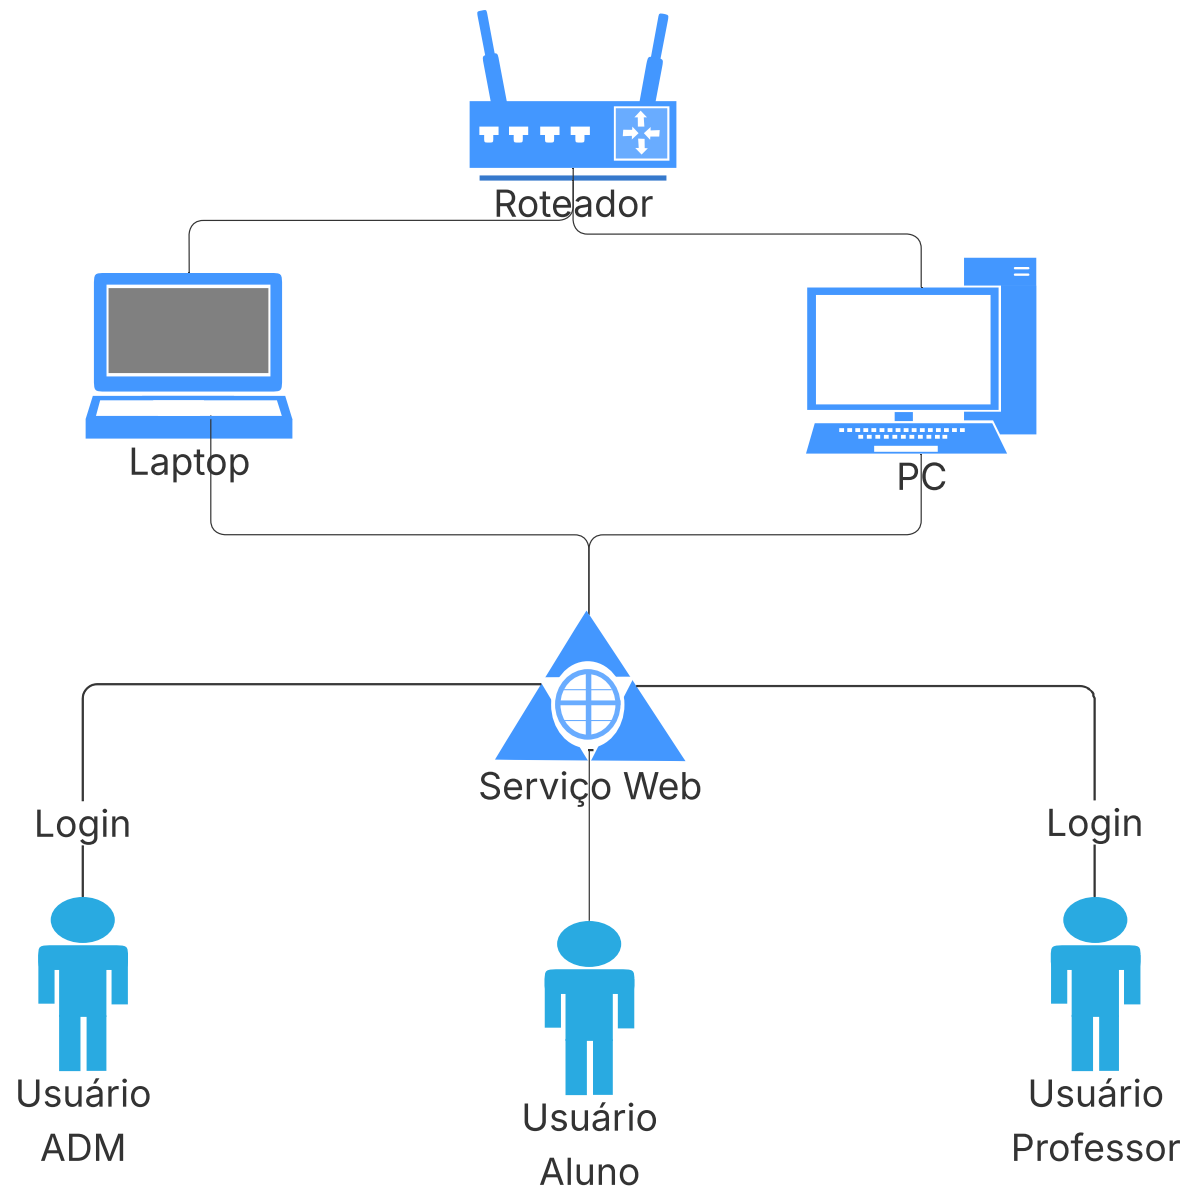 Roteador
Laptop
PC
Serviço Web
Login
Login
Usuário
ADM
Usuário
Aluno
Usuário
Professor